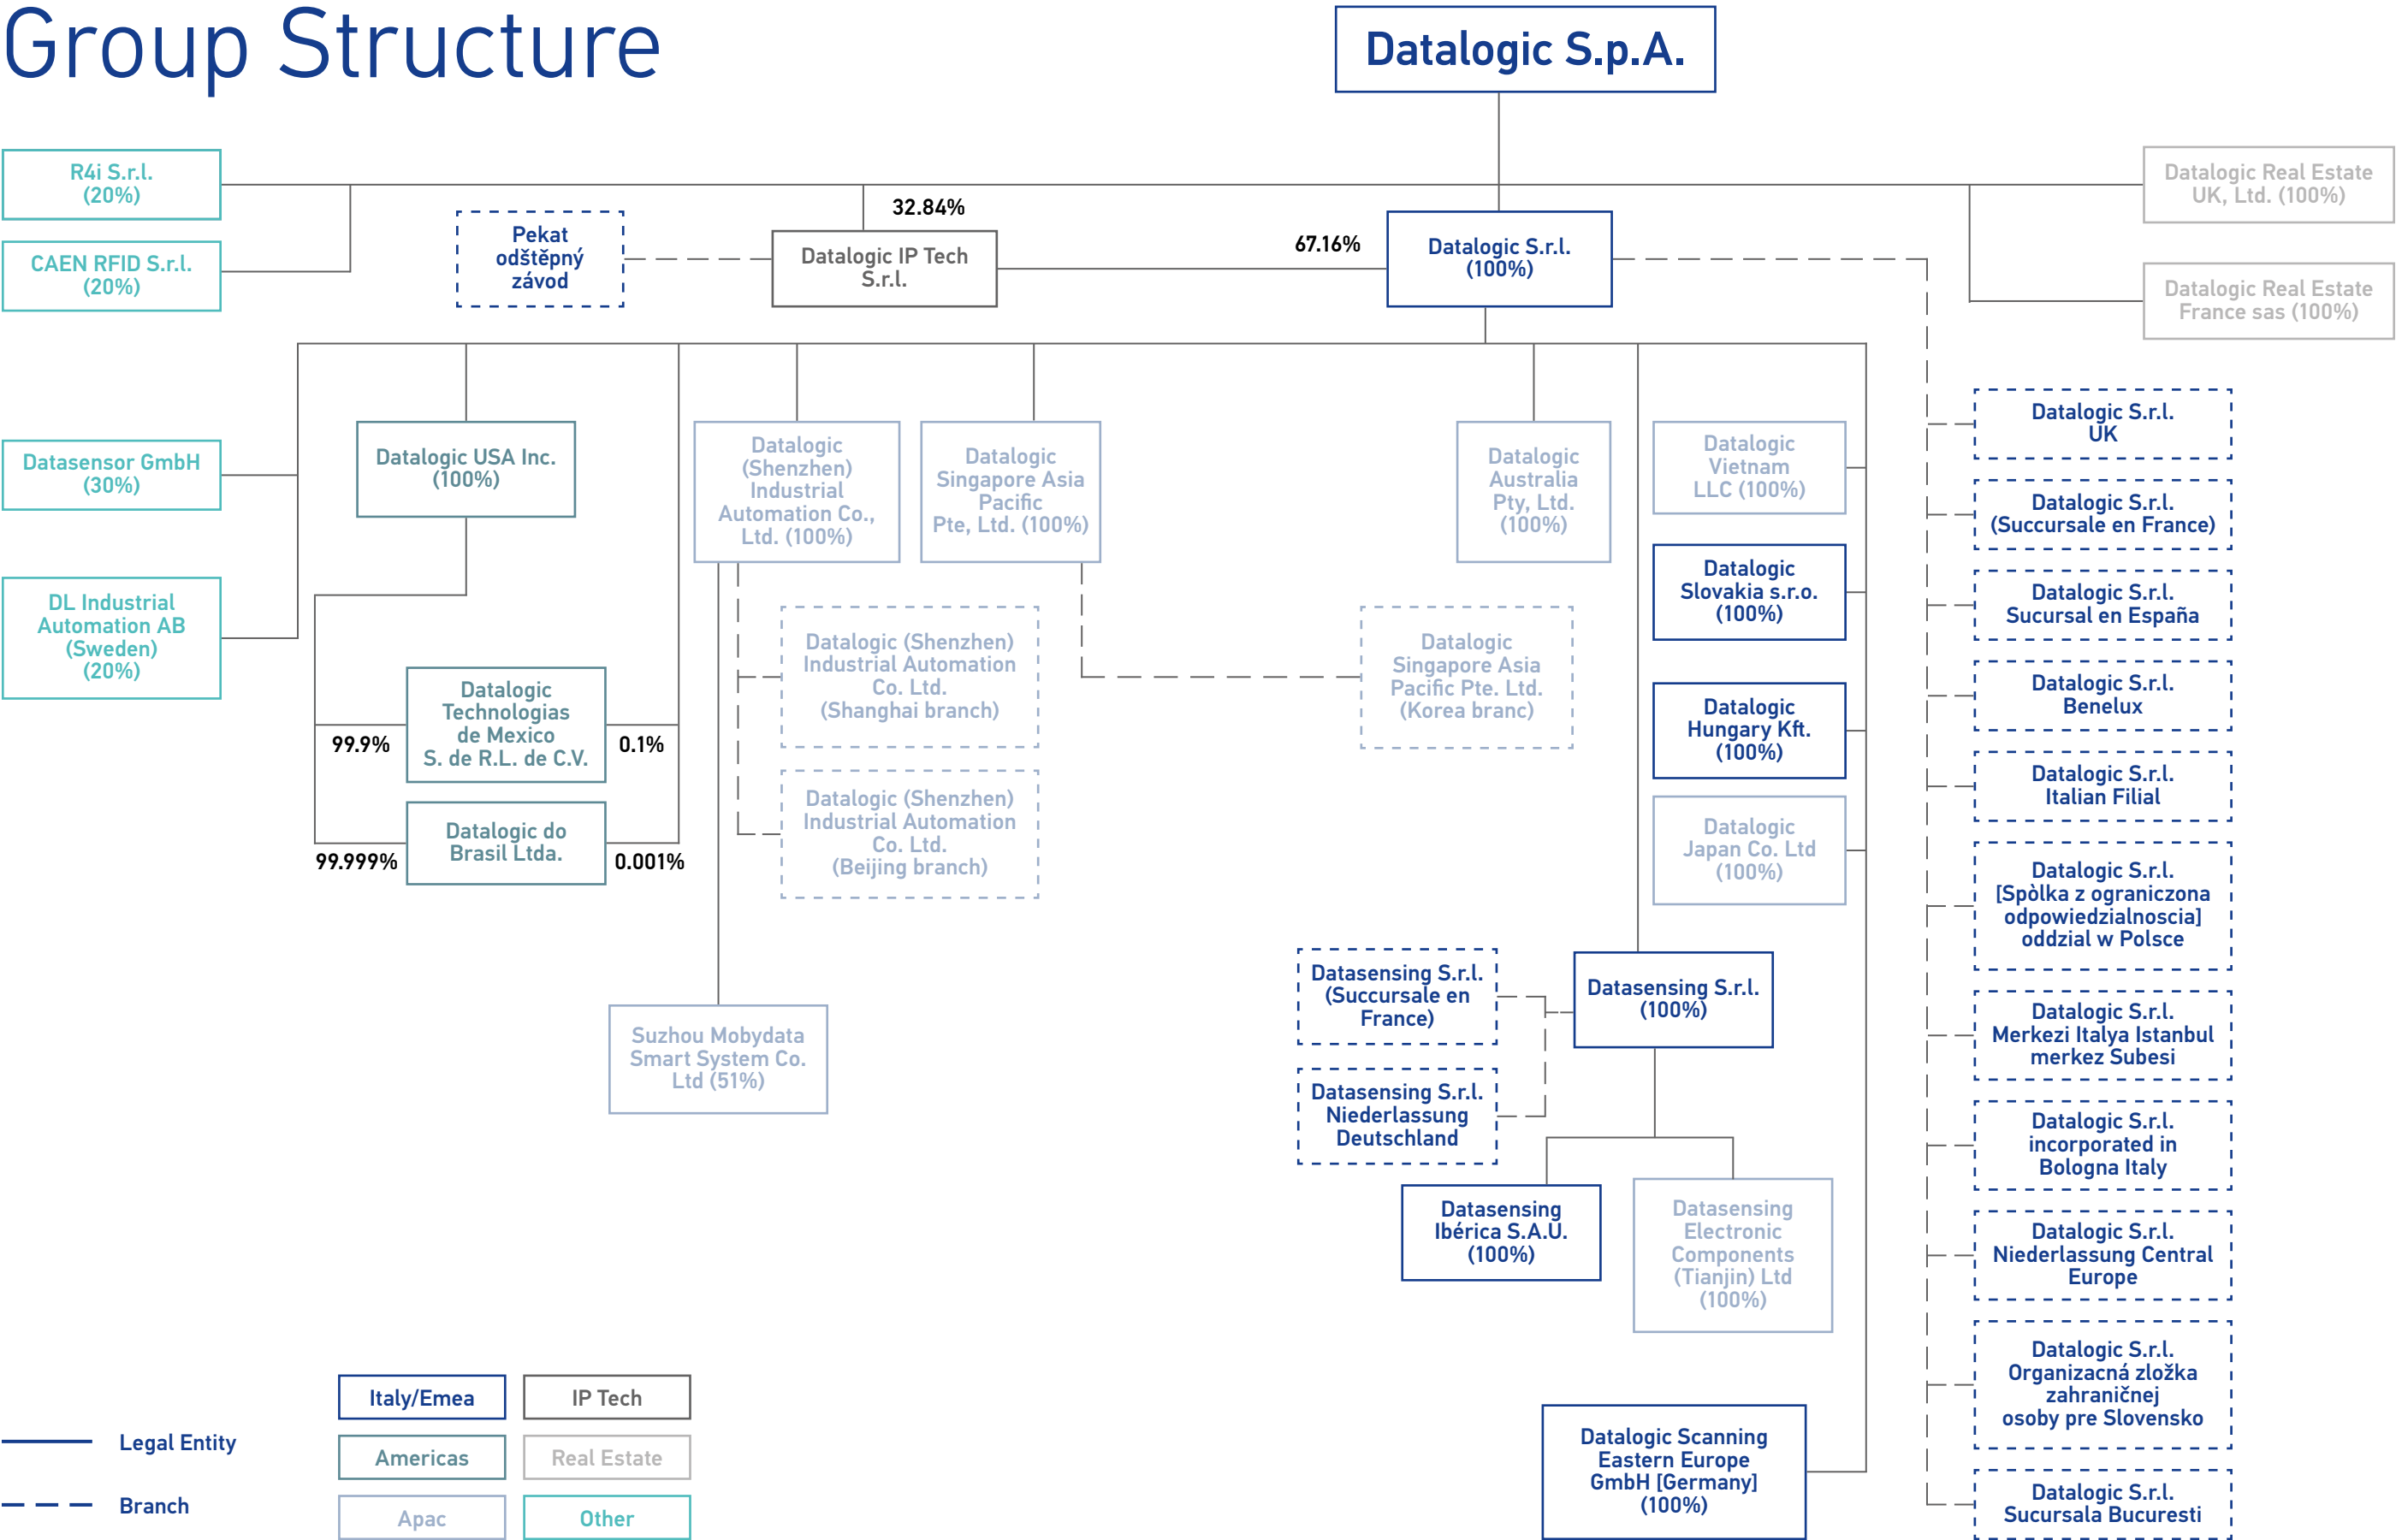 Group Structure
Datalogic S.p.A.
R4i S.r.l.
(20%)
CAEN RFID S.r.l.
(20%)
Pekat
odštěpný
závod
32.84%
Datalogic IP Tech
S.r.l.
67.16%
Datalogic S.r.l.
(100%)
Datalogic Real Estate
UK, Ltd. (100%)
Datalogic Real Estate
France sas (100%)
Datasensor GmbH
(30%)
DL Industrial
Automation AB
(Sweden)
(20%)
Datalogic USA Inc.
(100%)
Datalogic
(Shenzhen)
Industrial
Automation Co.,
Ltd. (100%)
Datalogic
Singapore Asia
Pacific
Pte, Ltd. (100%)
Datalogic
Australia
Pty, Ltd.
(100%)
Datalogic
Vietnam
LLC (100%)
Datalogic
Slovakia s.r.o.
(100%)
Datalogic
Hungary Kft.
(100%)
Datalogic
Japan Co. Ltd
(100%)
Datalogic
Technologias
de Mexico
S. de R.L. de C.V.
99.9%
0.1%
Datalogic do
Brasil Ltda.
99.999%
0.001%
Datalogic (Shenzhen)
Industrial Automation
Co. Ltd.
(Shanghai branch)
Datalogic (Shenzhen)
Industrial Automation
Co. Ltd.
(Beijing branch)
Datalogic
Singapore Asia
Pacific Pte. Ltd.
(Korea branc)
Suzhou Mobydata
Smart System Co.
Ltd (51%)
Datasensing S.r.l.
(Succursale en
France)
Datasensing S.r.l.
Niederlassung
Deutschland
Datasensing S.r.l.
(100%)
Datasensing
Ibérica S.A.U.
(100%)
Datasensing
Electronic
Components
(Tianjin) Ltd
(100%)
Datalogic Scanning
Eastern Europe
GmbH [Germany]
(100%)
Datalogic S.r.l.
UK
Datalogic S.r.l.
(Succursale en France)
Datalogic S.r.l.
Sucursal en España
Datalogic S.r.l.
Benelux
Datalogic S.r.l.
Italian Filial
Datalogic S.r.l.
[Spòlka z ograniczona
odpowiedzialnoscia]
oddzial w Polsce
Datalogic S.r.l.
Merkezi Italya Istanbul
merkez Subesi
Datalogic S.r.l.
incorporated in
Bologna Italy
Datalogic S.r.l.
Niederlassung Central
Europe
Datalogic S.r.l.
Organizacná zložka
zahraničnej
osoby pre Slovensko
Datalogic S.r.l.
Sucursala Bucuresti
Legal Entity
Branch
Italy/Emea
IP Tech
Americas
Real Estate
Apac
Other